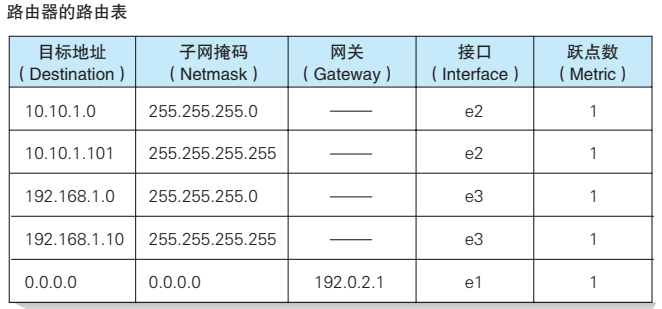 路由器的路由表
目标地址 子网掩码 网关 接口 跃点数
（Destination） （Netmask） （Gateway） （Interface） （Metric）
10.10.1.0 255.255.255.0 —— e2 1
10.10.1.101 255.255.255.255 —— e2 1
192.168.1.0 255.255.255.0 —— e3 1
192.168.1.10 255.255.255.255 —— e3 1
0.0.0.0 0.0.0.0 192.0.2.1 e1 1